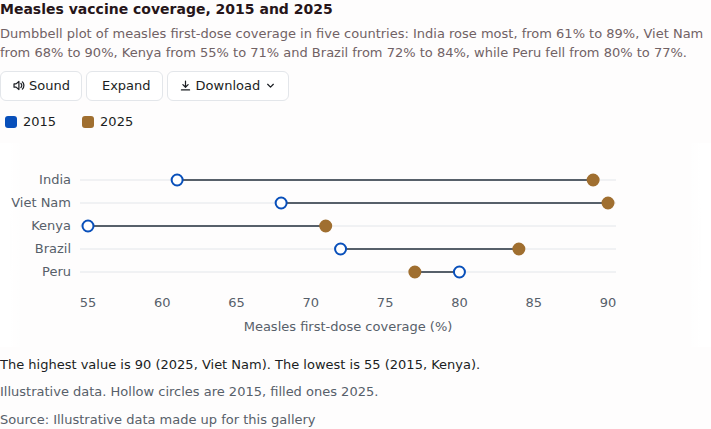 Measles vaccine coverage, 2015 and 2025
Dumbbell plot of measles first-dose coverage in five countries: India rose most, from 61% to 89%, Viet Nam
from 68% to 90%, Kenya from 55% to 71% and Brazil from 72% to 84%, while Peru fell from 80% to 77%.
Sound Expand Download
2015 2025
India
Viet Nam
Kenya
Brazil
Peru
55 60 65 70 75 80 85 90
Measles first-dose coverage (%)
The highest value is 90 (2025, Viet Nam). The lowest is 55 (2015, Kenya).
Illustrative data. Hollow circles are 2015, filled ones 2025.
Source: Illustrative data made up for this gallery